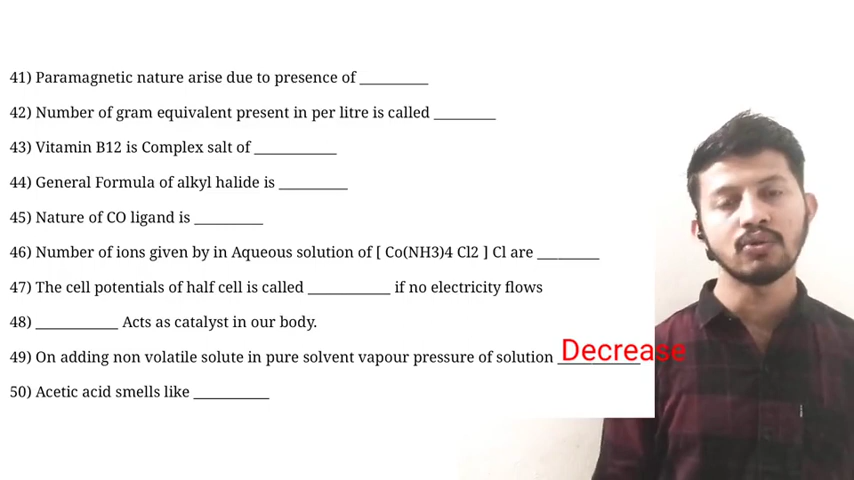 41) Paramagnetic nature arise due to presence of __________
42) Number of gram equivalent present in per litre is called _________
43) Vitamin B12 is Complex salt of ____________
44) General Formula of alkyl halide is __________
45) Nature of CO ligand is __________
46) Number of ions given by in Aqueous solution of [ Co(NH3)4 Cl2 ] Cl are _________
47) The cell potentials of half cell is called ____________ if no electricity flows
48) ____________ Acts as catalyst in our body.
49) On adding non volatile solute in pure solvent vapour pressure of solution ____________ Decrease
50) Acetic acid smells like ___________